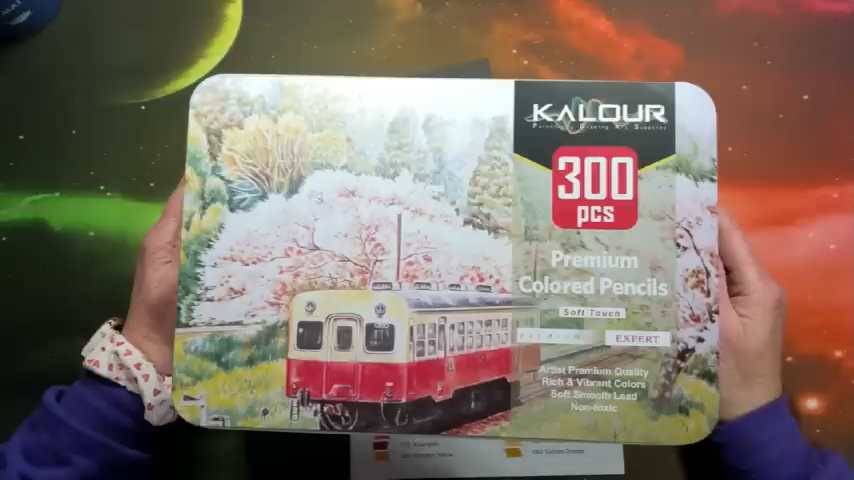 KALOUR
300
pcs
Premium
Colored Pencils
Soft Touch
EXPERT
Artist Premium Quality
Rich & Vibrant Colors
Soft Smooth Lead
Non-toxic